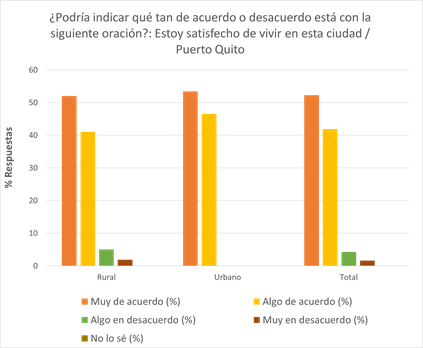 ¿Podría indicar qué tan de acuerdo o desacuerdo está con la
siguiente oración?: Estoy satisfecho de vivir en esta ciudad /
Puerto Quito
% Respuestas
60
50
40
30
20
10
0
Rural
Urbano
Total
Muy de acuerdo (%)
Algo de acuerdo (%)
Algo en desacuerdo (%)
Muy en desacuerdo (%)
No lo sé (%)